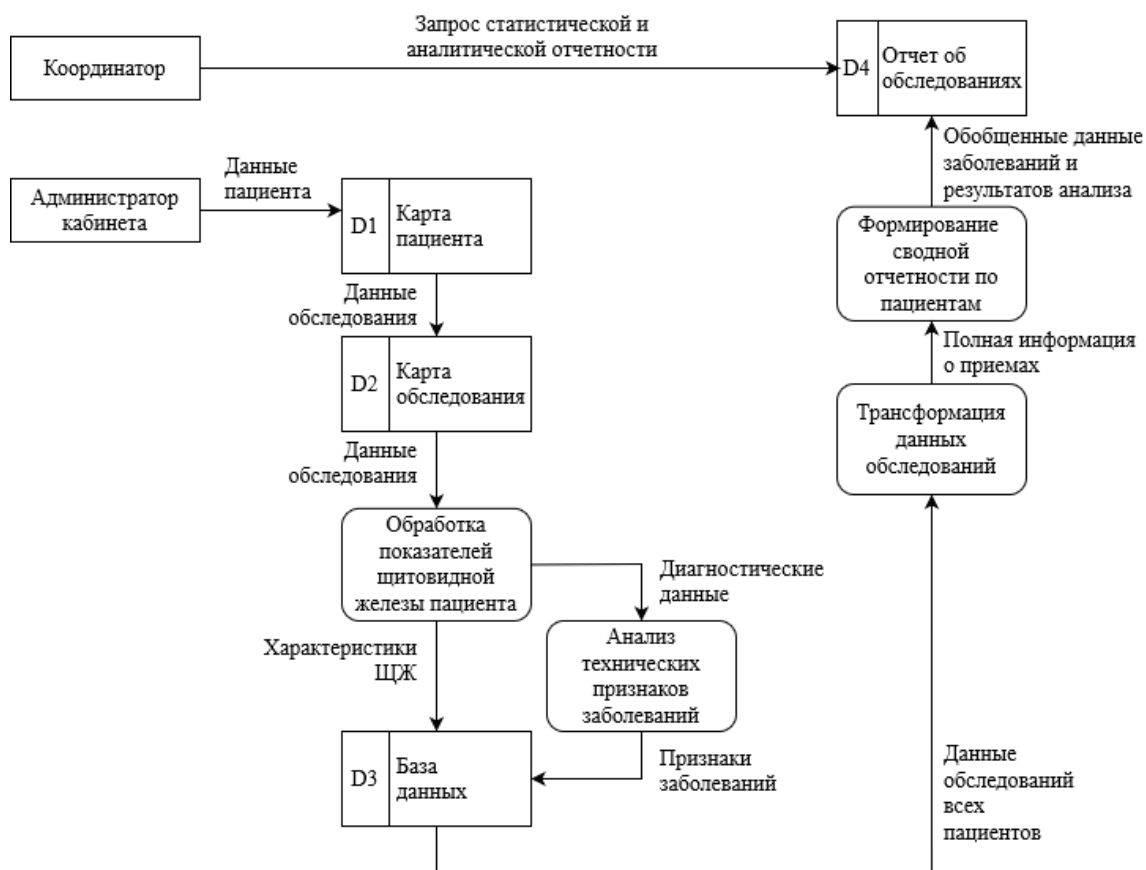 Запрос статистической и
аналитической отчетности
Координатор
D4
Отчет об
обследованиях
Обобщенные данные
заболеваний и
результатов анализа
Данные
пациента
Администратор
кабинета
D1
Карта
пациента
Формирование
сводной
отчетности по
пациентам
Данные
обследования
Полная информация
о приемах
D2
Карта
обследования
Трансформация
данных
обследований
Данные
обследования
Обработка
показателей
щитовидной
железы пациента
Диагностические
данные
Характеристики
ЩЖ
Анализ
технических
признаков
заболеваний
D3
База
данных
Признаки
заболеваний
Данные
обследований
всех
пациентов